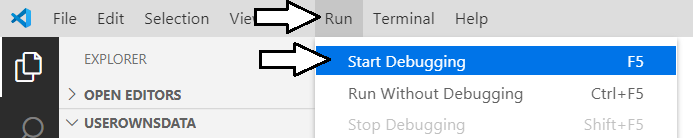 File Edit Selection Run Terminal Help
EXPLORER
Start Debugging F5
OPEN EDITORS
Run Without Debugging Ctrl+F5
USEROWNSDATA
Stop Debugging Shift+F5